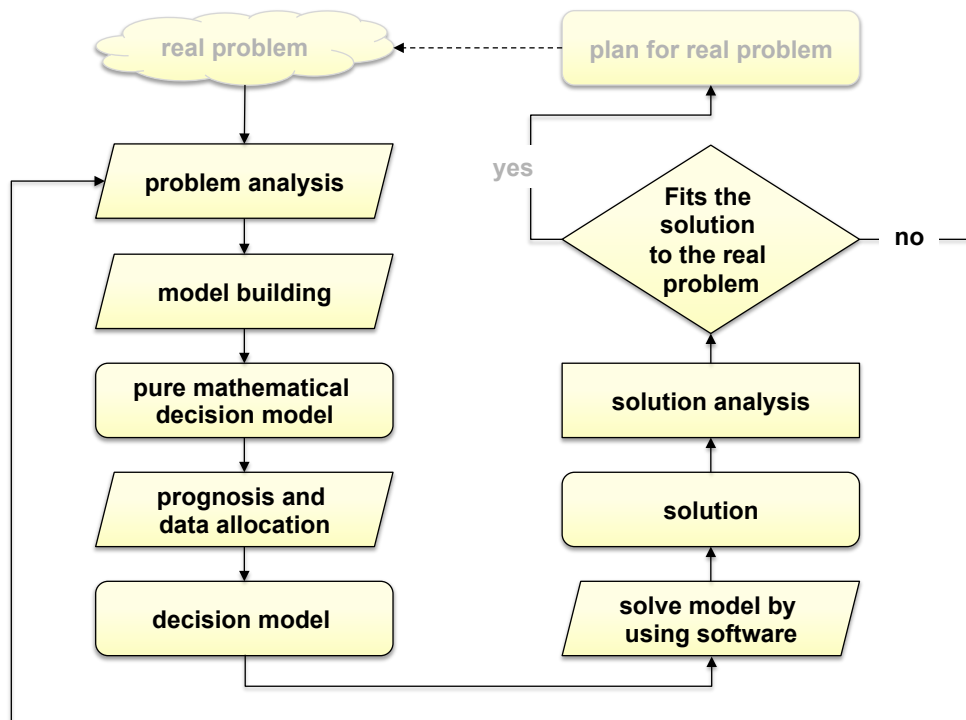 real problem
plan for real problem
yes
problem analysis
Fits the
solution
to the real
problem
no
model building
pure mathematical
decision model
solution analysis
prognosis and
data allocation
solution
decision model
solve model by
using software